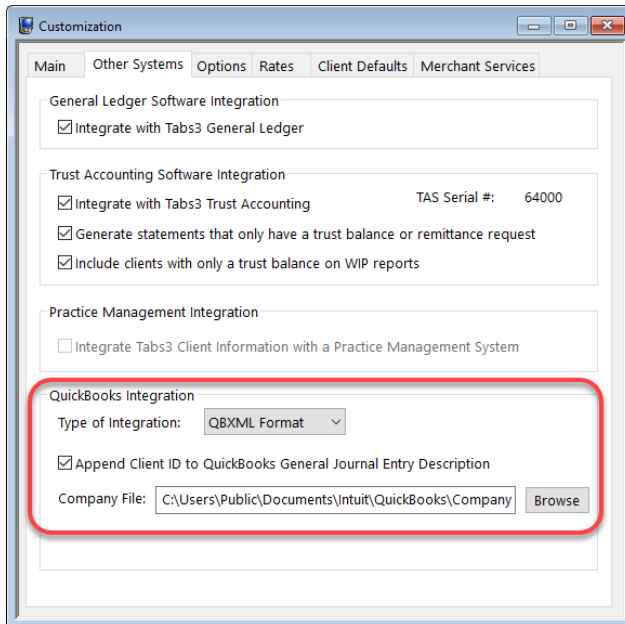 Customization
Main Other Systems Options Rates Client Defaults Merchant Services
General Ledger Software Integration
Integrate with Tabs3 General Ledger
Trust Accounting Software Integration
Integrate with Tabs3 Trust Accounting TAS Serial #: 64000
Generate statements that only have a trust balance or remittance request
Include clients with only a trust balance on WIP reports
Practice Management Integration
Integrate Tabs3 Client Information with a Practice Management System
QuickBooks Integration
Type of Integration: QBXML Format
Append Client ID to QuickBooks General Journal Entry Description
Company File: C:\Users\Public\Documents\Intuit\QuickBooks\Company Browse